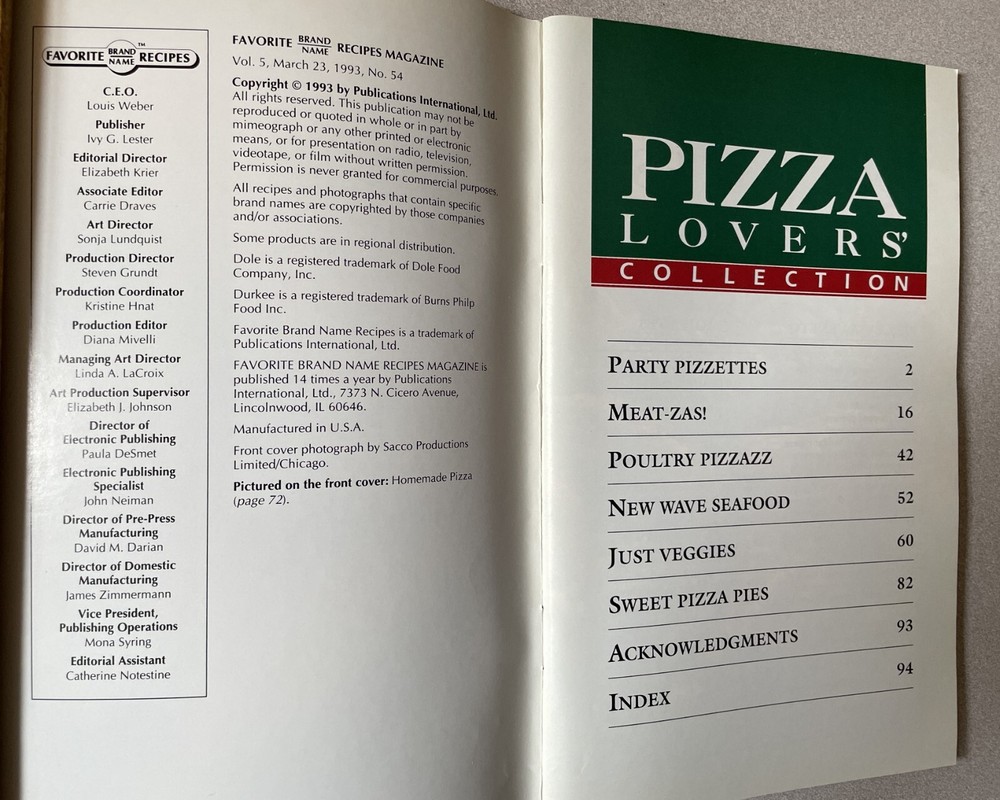 FAVORITE BRAND NAME RECIPES™
C.E.O.
Louis Weber
Publisher
Ivy G. Lester
Editorial Director
Elizabeth Krier
Associate Editor
Carrie Draves
Art Director
Sonja Lundquist
Production Director
Steven Grundt
Production Coordinator
Kristine Hnat
Production Editor
Diana Mivelli
Managing Art Director
Linda A. LaCroix
Art Production Supervisor
Elizabeth J. Johnson
Director of
Electronic Publishing
Paula DeSmet
Electronic Publishing
Specialist
John Neiman
Director of Pre-Press
Manufacturing
David M. Darian
Director of Domestic
Manufacturing
James Zimmermann
Vice President,
Publishing Operations
Mona Syring
Editorial Assistant
Catherine Notestine
FAVORITE BRAND NAME RECIPES MAGAZINE
Vol. 5, March 23, 1993, No. 54
Copyright © 1993 by Publications International, Ltd.
All rights reserved. This publication may not be
reproduced or quoted in whole or in part by
mimeograph or any other printed or electronic
means, or for presentation on radio, television,
videotape, or film without written permission.
Permission is never granted for commercial purposes.
All recipes and photographs that contain specific
brand names are copyrighted by those companies
and/or associations.
Some products are in regional distribution.
Dole is a registered trademark of Dole Food
Company, Inc.
Durkee is a registered trademark of Burns Philp
Food Inc.
Favorite Brand Name Recipes is a trademark of
Publications International, Ltd.
FAVORITE BRAND NAME RECIPES MAGAZINE is
published 14 times a year by Publications
International, Ltd., 7373 N. Cicero Avenue,
Lincolnwood, IL 60646.
Manufactured in U.S.A.
Front cover photograph by Sacco Productions
Limited/Chicago.
Pictured on the front cover: Homemade Pizza
(page 72).
PIZZA
LOVERS'
COLLECTION
PARTY PIZZETTES 2
MEAT-ZAS! 16
POULTRY PIZZAZZ 42
NEW WAVE SEAFOOD 52
JUST VEGGIES 60
SWEET PIZZA PIES 82
ACKNOWLEDGMENTS 93
INDEX 94